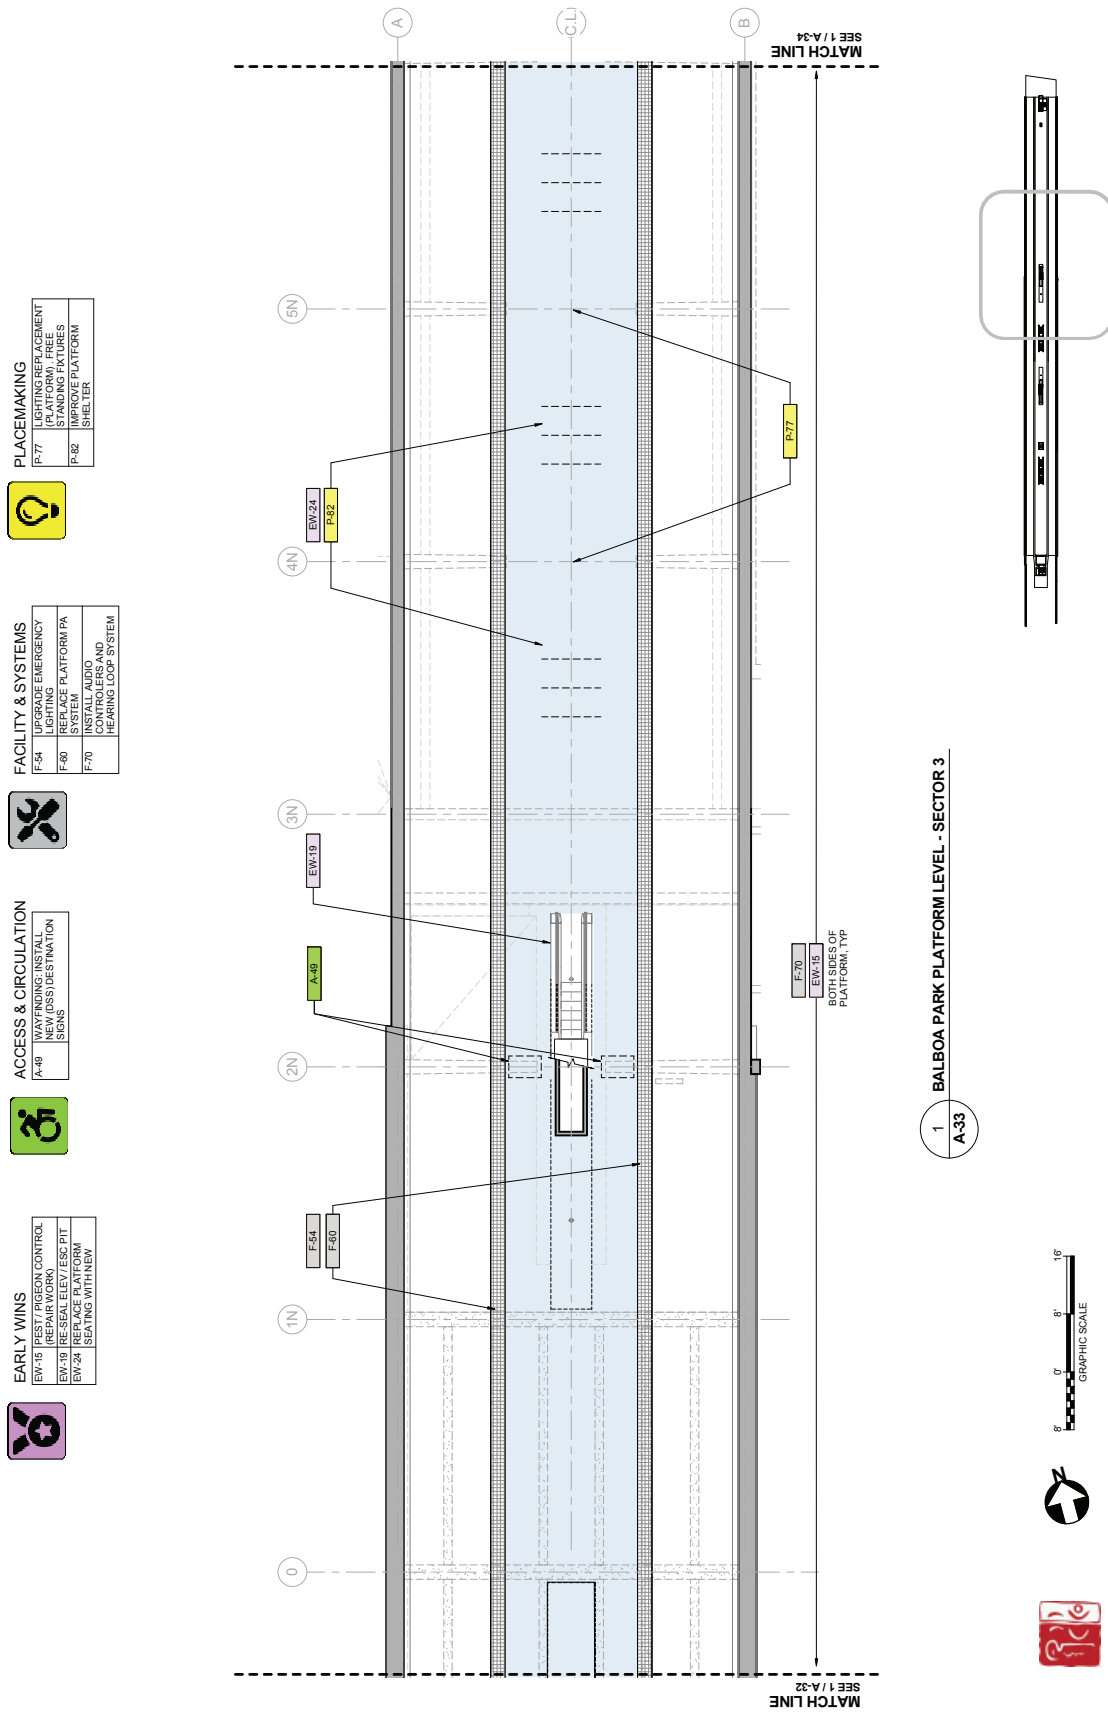 EARLY WINS
EW-15 PEST / PIGEON CONTROL
(REPAIR WORK)
EW-19 RE-SEAL ELEV / ESC PIT
EW-24 REPLACE PLATFORM
SEATING WITH NEW
ACCESS & CIRCULATION
A-49 WAYFINDING: INSTALL
NEW (DSS) DESTINATION
SIGNS
FACILITY & SYSTEMS
F-54 UPGRADE EMERGENCY
LIGHTING
F-60 REPLACE PLATFORM PA
SYSTEM
F-70 INSTALL AUDIO
CONTROLERS AND
HEARING LOOP SYSTEM
PLACEMAKING
P-77 LIGHTING REPLACEMENT
(PLATFORM) . FREE
STANDING FIXTURES
P-82 IMPROVE PLATFORM
SHELTER
0
1N
2N
3N
4N
5N
F-54
F-60
A-49
EW-19
EW-24
P-82
A
C.L.
B
P-77
F-70
EW-15
BOTH SIDES OF
PLATFORM, TYP
MATCH LINE
SEE 1 / A-32
MATCH LINE
SEE 1 / A-34
1
A-33
BALBOA PARK PLATFORM LEVEL - SECTOR 3
N
8'
0'
8'
16'
GRAPHIC SCALE